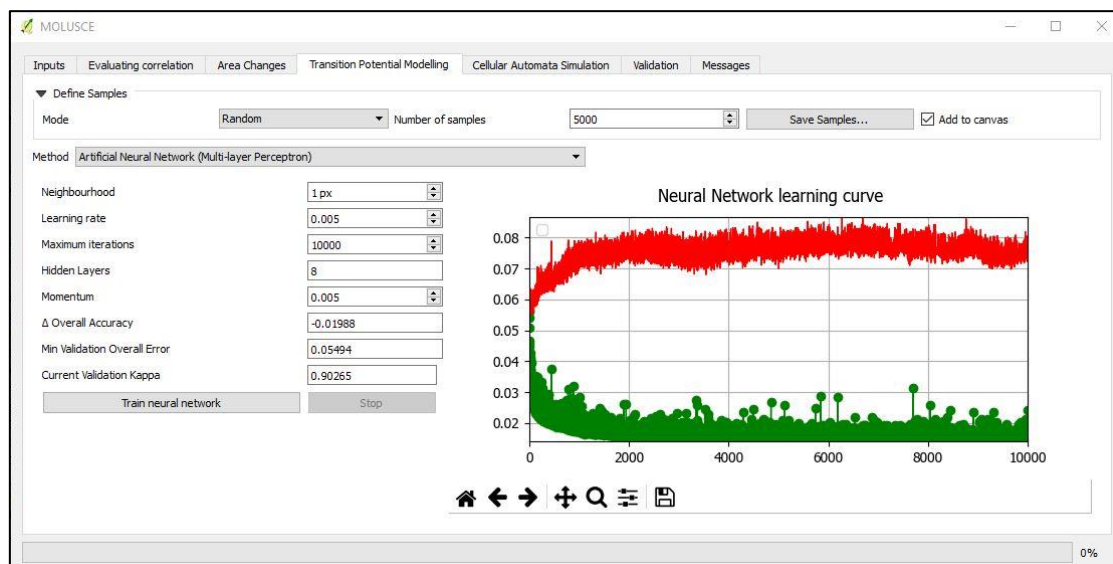 MOLUSCE
Inputs Evaluating correlation Area Changes Transition Potential Modelling Cellular Automata Simulation Validation Messages
Define Samples
Mode Random Number of samples 5000 Save Samples... Add to canvas
Method Artificial Neural Network (Multi-layer Perceptron)
Neighbourhood 1 px
Learning rate 0.005
Maximum iterations 10000
Hidden Layers 8
Momentum 0.005
Δ Overall Accuracy -0.01988
Min Validation Overall Error 0.05494
Current Validation Kappa 0.90265
Train neural network Stop
Neural Network learning curve
0.08
0.07
0.06
0.05
0.04
0.03
0.02
0 2000 4000 6000 8000 10000
0%